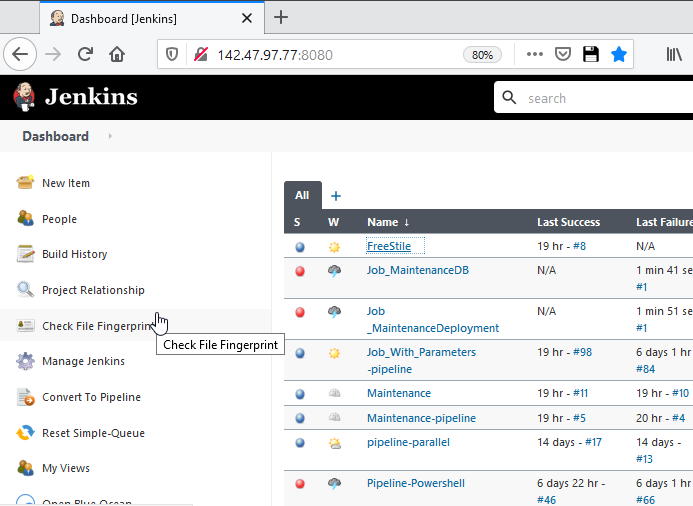 Dashboard [Jenkins]
142.47.97.77:8080
80%
Jenkins
search
Dashboard
New Item
People
Build History
Project Relationship
Check File Fingerprint
Check File Fingerprint
Manage Jenkins
Convert To Pipeline
Reset Simple-Queue
My Views
Open Blue Ocean
All +
S W Name ↓ Last Success Last Failure
FreeStile 19 hr - #8 N/A
Job_MaintenanceDB N/A 1 min 41 se
#1
Job N/A 1 min 51 se
_MaintenanceDeployment #1
Job_With_Parameters 19 hr - #98 6 days 1 hr
-pipeline #84
Maintenance 19 hr - #11 19 hr - #10
Maintenance-pipeline 19 hr - #5 20 hr - #4
pipeline-parallel 14 days - #17 14 days -
#13
Pipeline-Powershell 6 days 22 hr - 6 days 1 hr
#46 #66